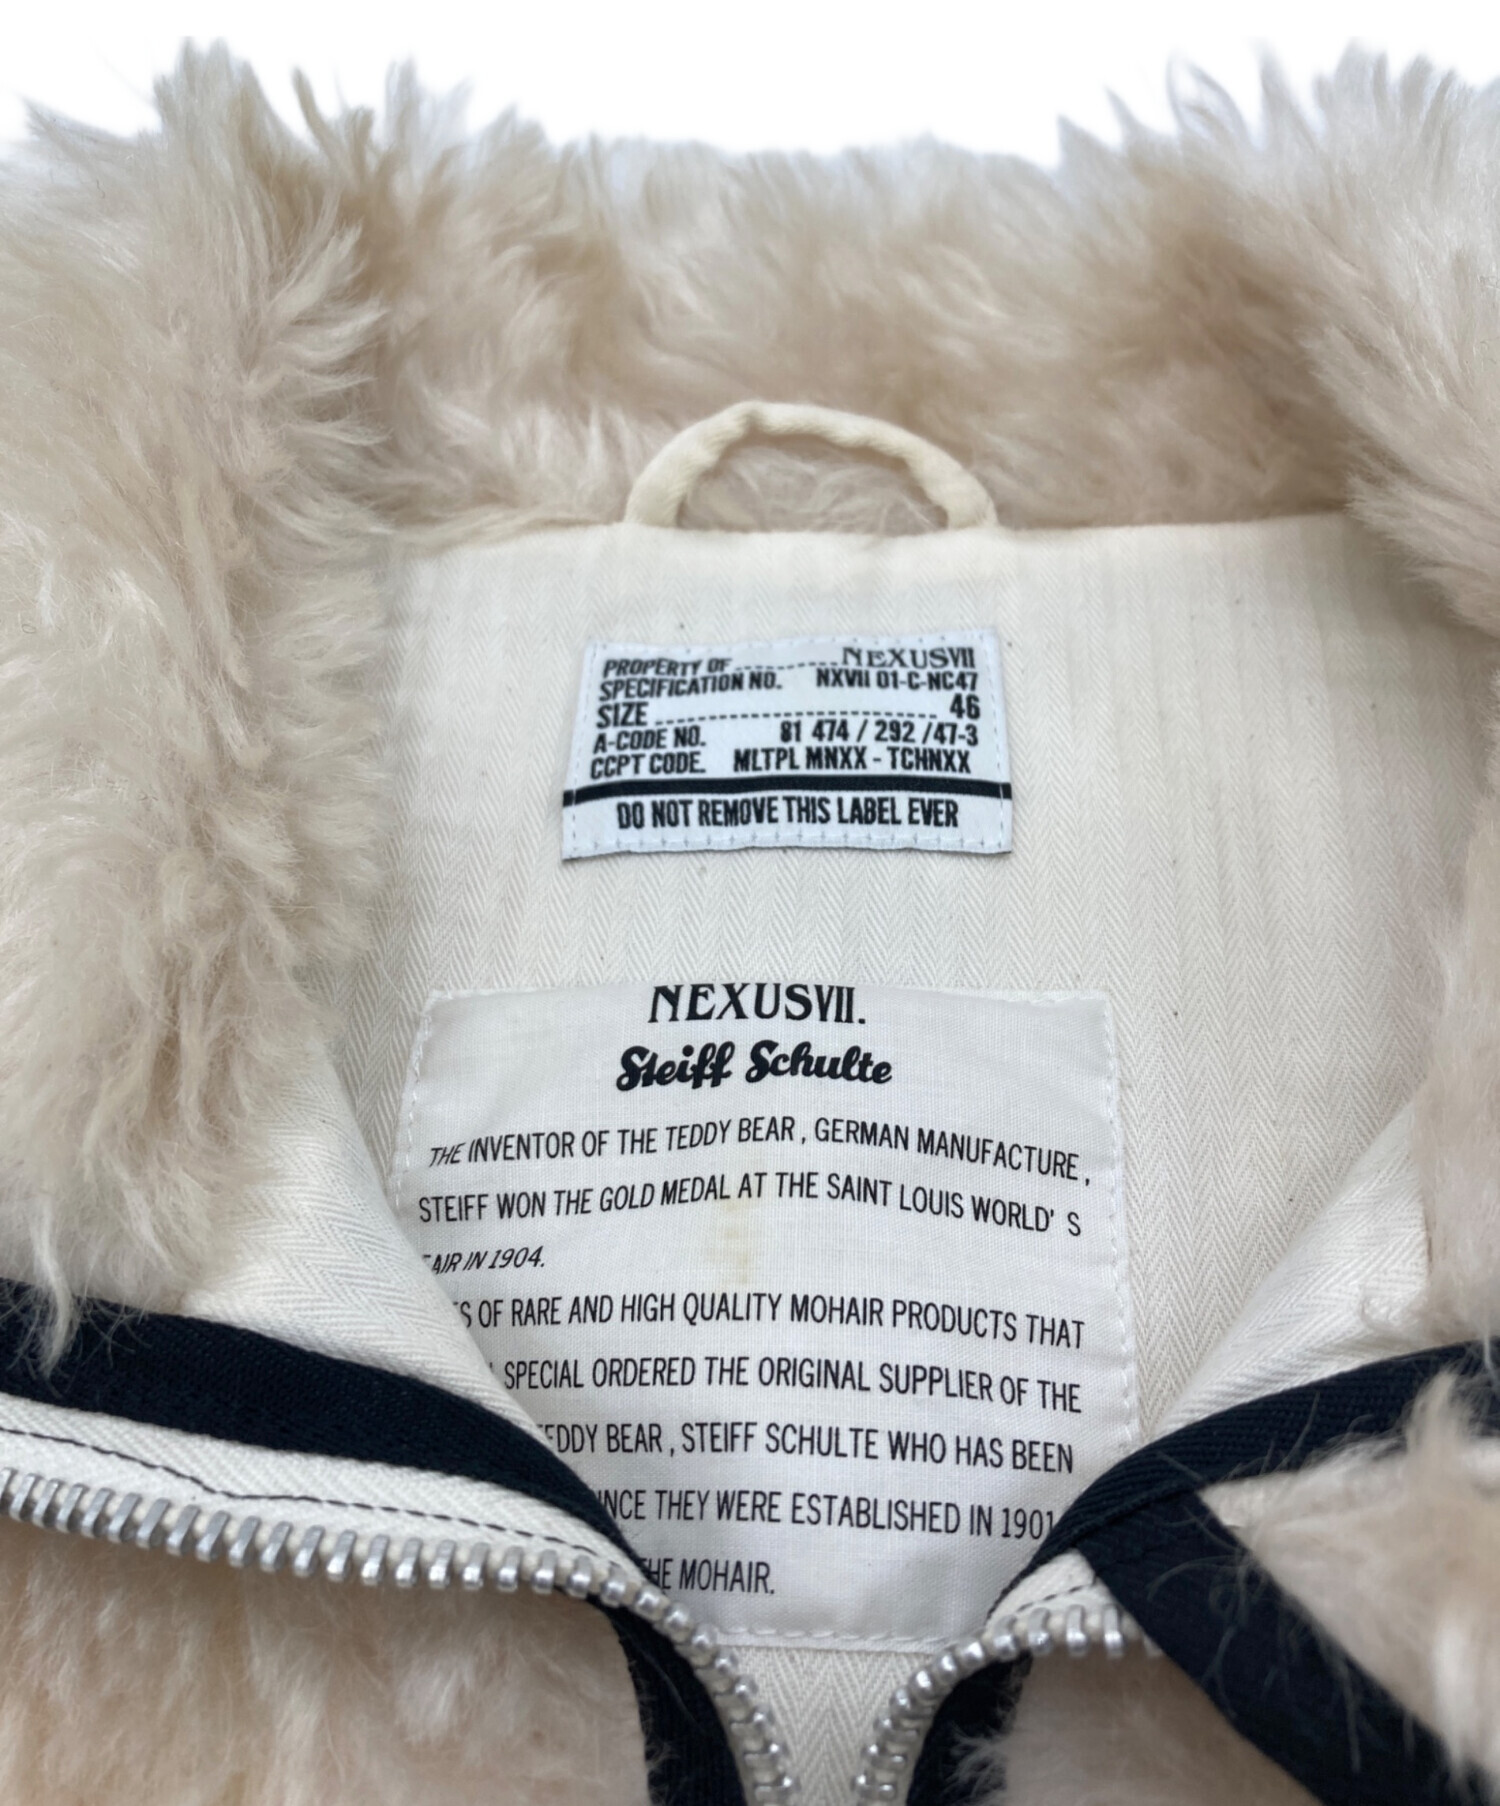 PROPERTY OF NEXUSVII
SPECIFICATION NO. NXVII 01-C-NC47
SIZE 46
A-CODE NO. 81 474 / 292 /47-3
CCPT CODE. MLTPL MNXX - TCHNXX
DO NOT REMOVE THIS LABEL EVER
NEXUSVII.
Steiff Schulte
THE INVENTOR OF THE TEDDY BEAR , GERMAN MANUFACTURE ,
STEIFF WON THE GOLD MEDAL AT THE SAINT LOUIS WORLD' S
AIR IN 1904.
S OF RARE AND HIGH QUALITY MOHAIR PRODUCTS THAT
SPECIAL ORDERED THE ORIGINAL SUPPLIER OF THE
EDDY BEAR , STEIFF SCHULTE WHO HAS BEEN
NCE THEY WERE ESTABLISHED IN 1901
HE MOHAIR.